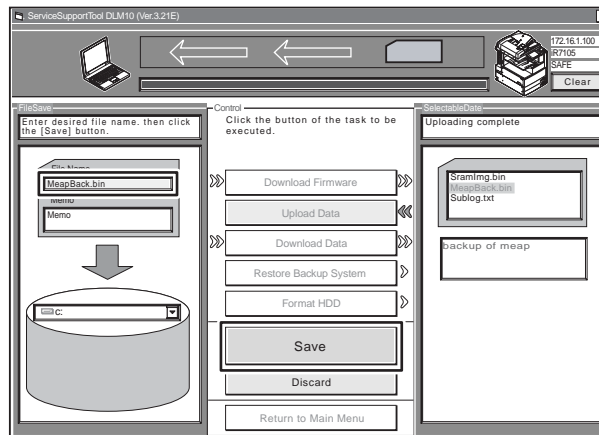 ServiceSupportTool DLM10 (Ver.3.21E)
172.16.1.100
iR7105
SAFE
Clear
FileSave
Enter desired file name. then click
the [Save] button.
File Name
MeapBack.bin
Memo
Memo
C:
Control
Click the button of the task to be
executed.
Download Firmware
Upload Data
Download Data
Restore Backup System
Format HDD
Save
Discard
Return to Main Menu
SelectableDate
Uploading complete
SramImg.bin
MeapBack.bin
Sublog.txt
backup of meap